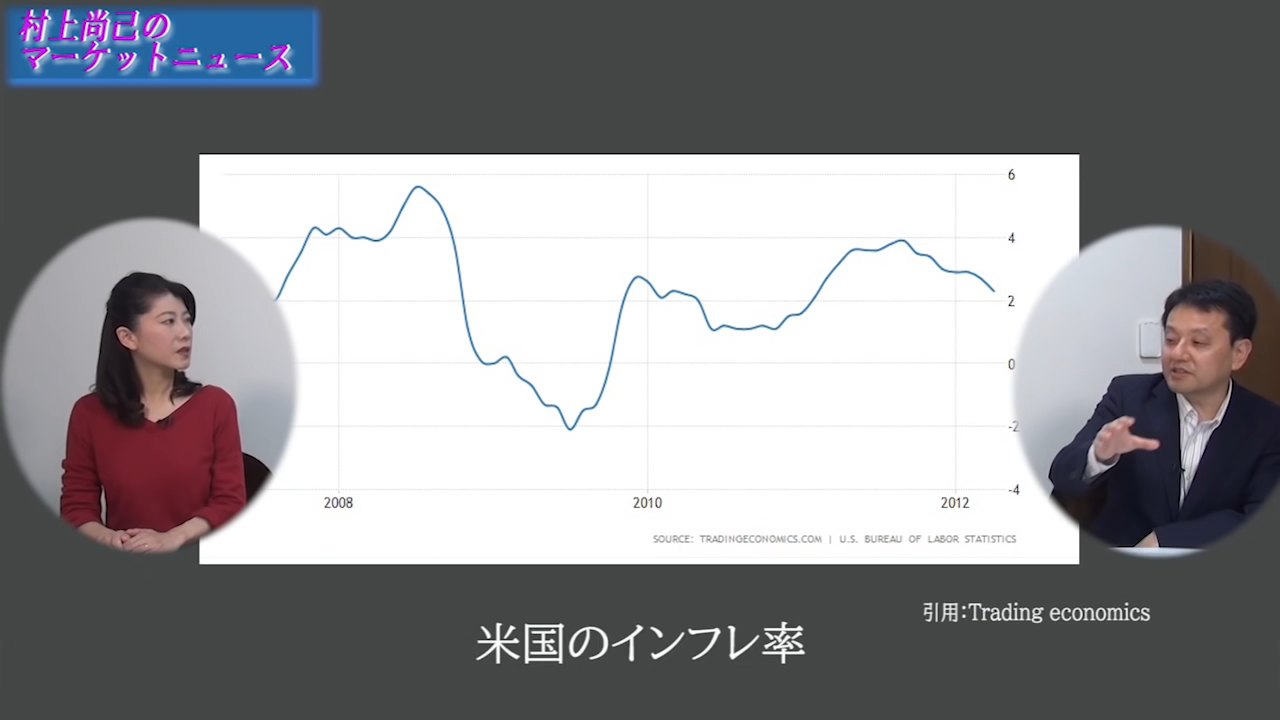 村上尚己の
マーケットニュース
6
4
2
0
-2
-4
2008
2010
2012
SOURCE: TRADINGECONOMICS.COM | U.S. BUREAU OF LABOR STATISTICS
引用:Trading economics
米国のインフレ率